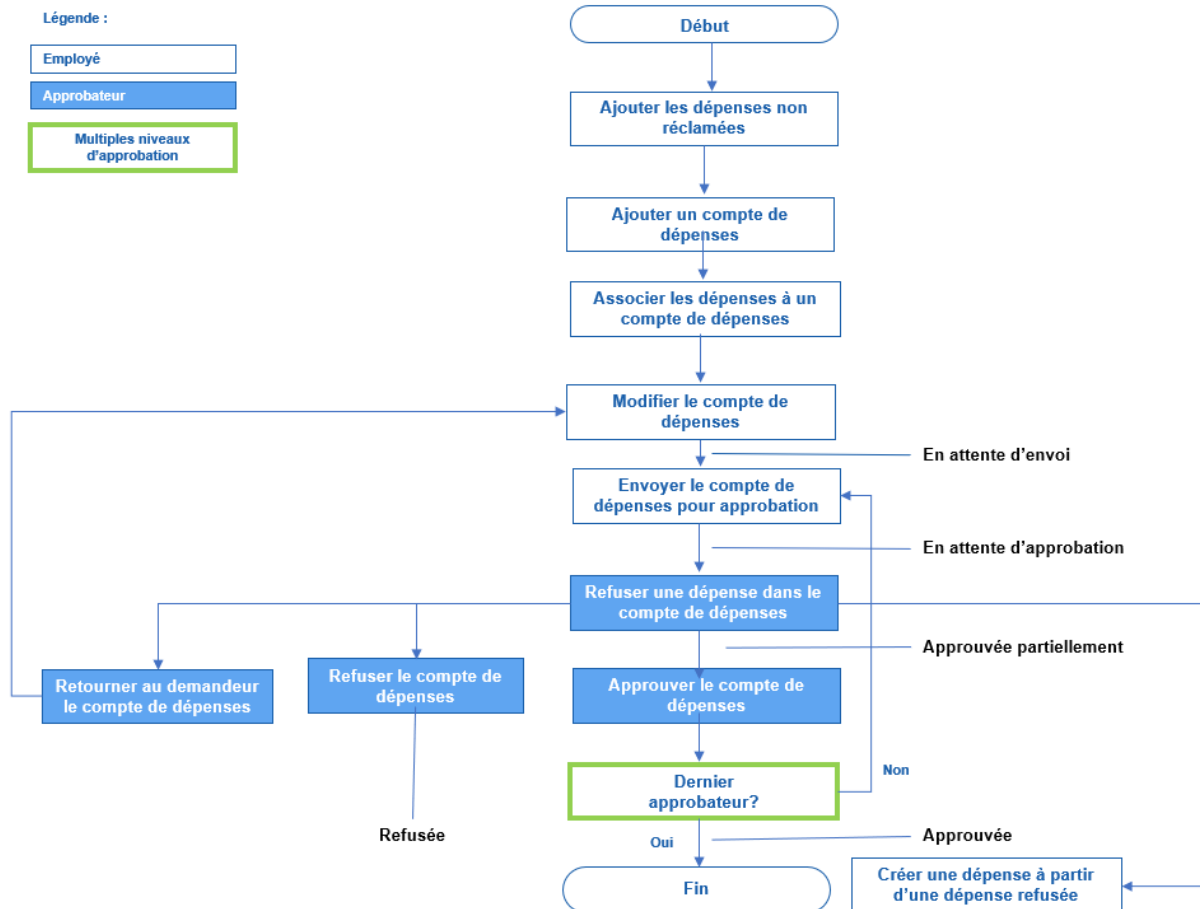 Légende :
Employé
Approbateur
Multiples niveaux
d'approbation
Début
Ajouter les dépenses non
réclamées
Ajouter un compte de
dépenses
Associer les dépenses à un
compte de dépenses
Modifier le compte de
dépenses
En attente d'envoi
Envoyer le compte de
dépenses pour approbation
En attente d'approbation
Refuser une dépense dans le
compte de dépenses
Approuvée partiellement
Retourner au demandeur
le compte de dépenses
Refuser le compte de
dépenses
Approuver le compte de
dépenses
Dernier
approbateur?
Non
Refusée
Oui
Approuvée
Fin
Créer une dépense à partir
d'une dépense refusée